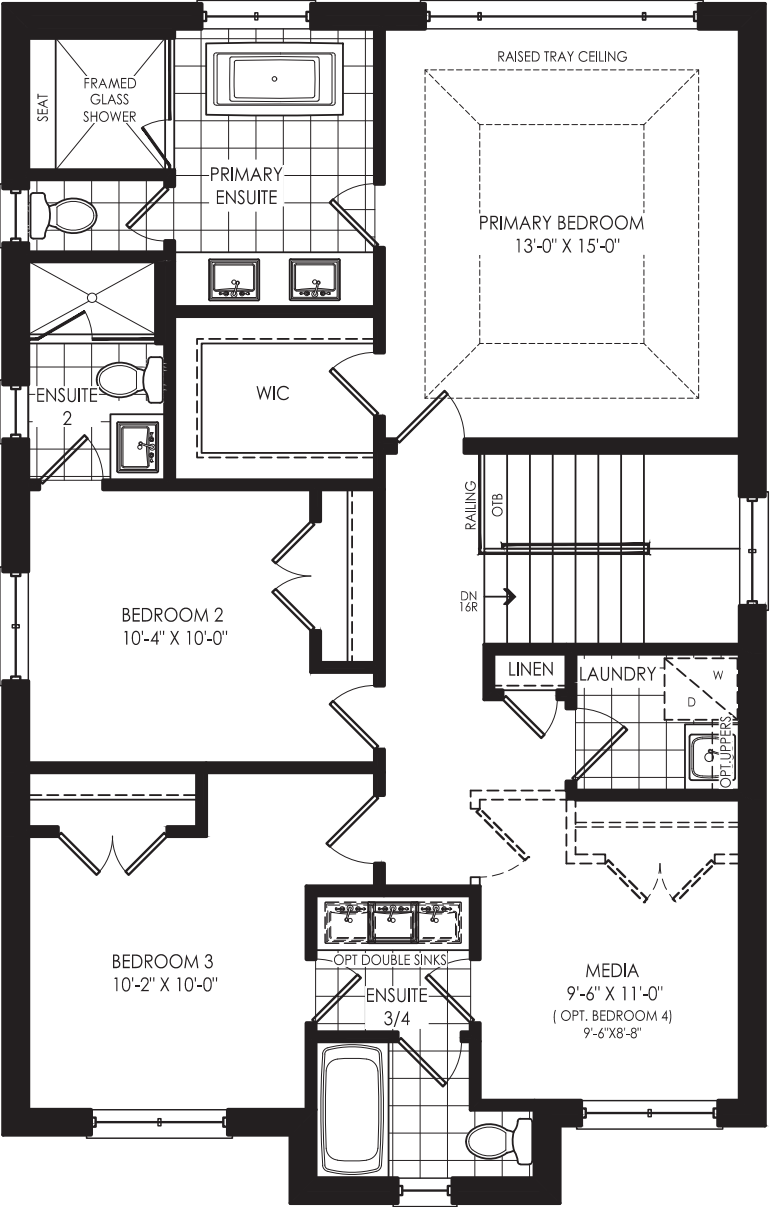 RAISED TRAY CEILING
SEAT
FRAMED
GLASS
SHOWER
PRIMARY
ENSUITE
PRIMARY BEDROOM
13'-0" X 15'-0"
ENSUITE
2
WIC
RAILING
OTB
DN
16R
BEDROOM 2
10'-4" X 10'-0"
LINEN
LAUNDRY
W
D
OPT.UPPERS
BEDROOM 3
10'-2" X 10'-0"
OPT DOUBLE SINKS
ENSUITE
3/4
MEDIA
9'-6" X 11'-0"
( OPT. BEDROOM 4)
9'-6"X8'-8"